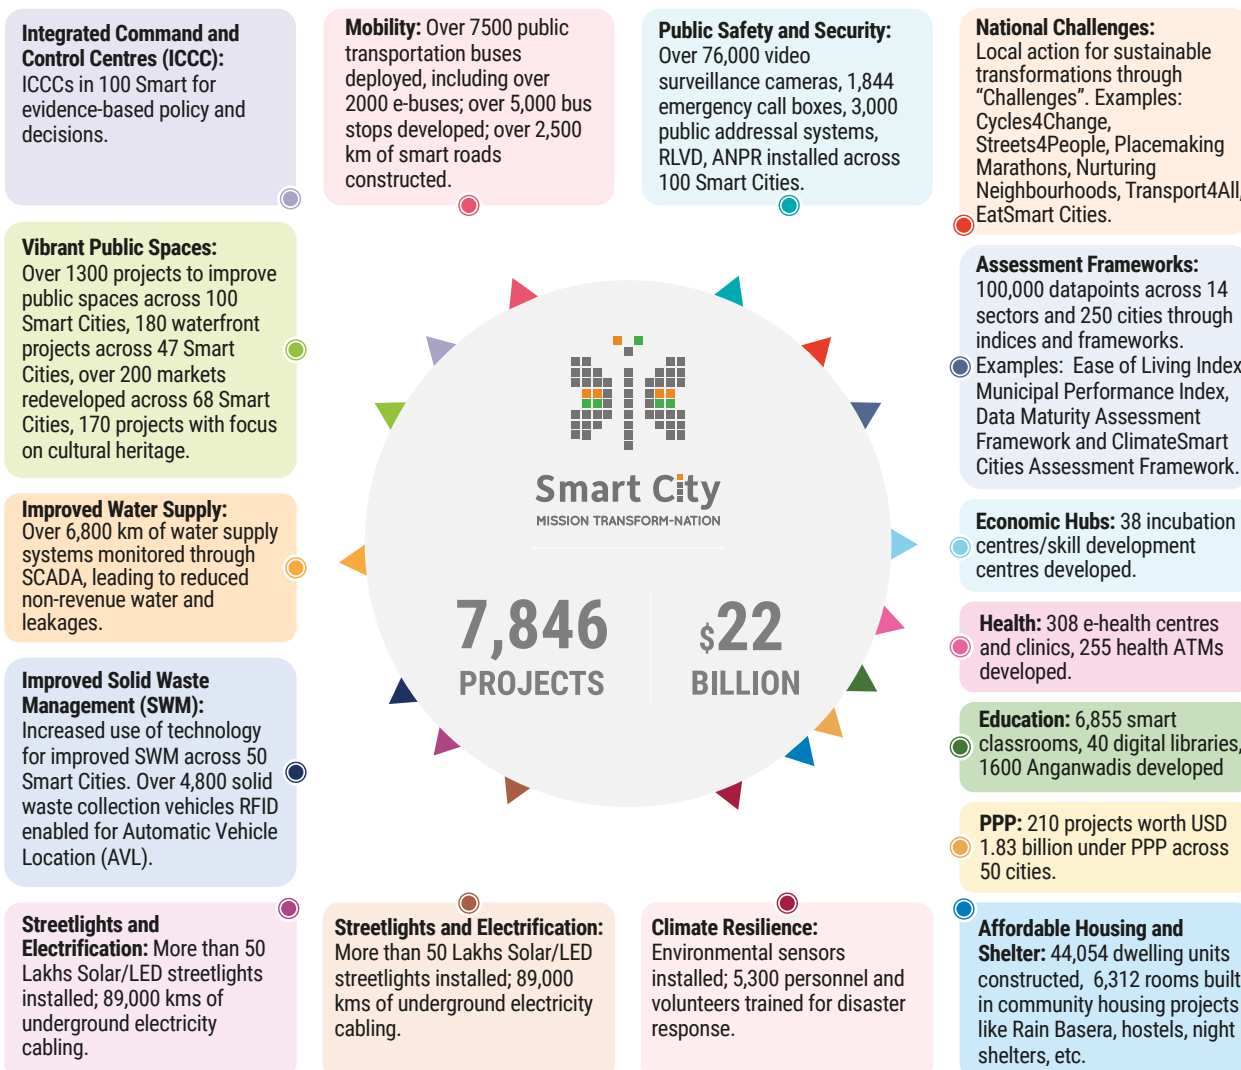 Integrated Command and
Control Centres (ICCC):
ICCCs in 100 Smart for
evidence-based policy and
decisions.
Mobility: Over 7500 public
transportation buses
deployed, including over
2000 e-buses; over 5,000 bus
stops developed; over 2,500
km of smart roads
constructed.
Public Safety and Security:
Over 76,000 video
surveillance cameras, 1,844
emergency call boxes, 3,000
public addressal systems,
RLVD, ANPR installed across
100 Smart Cities.
National Challenges:
Local action for sustainable
transformations through
“Challenges”. Examples:
Cycles4Change,
Streets4People, Placemaking
Marathons, Nurturing
Neighbourhoods, Transport4All,
EatSmart Cities.
Vibrant Public Spaces:
Over 1300 projects to improve
public spaces across 100
Smart Cities, 180 waterfront
projects across 47 Smart
Cities, over 200 markets
redeveloped across 68 Smart
Cities, 170 projects with focus
on cultural heritage.
Assessment Frameworks:
100,000 datapoints across 14
sectors and 250 cities through
indices and frameworks.
Examples: Ease of Living Index
Municipal Performance Index,
Data Maturity Assessment
Framework and ClimateSmart
Cities Assessment Framework.
Smart City
MISSION TRANSFORM-NATION
7,846
PROJECTS
$22
BILLION
Improved Water Supply:
Over 6,800 km of water supply
systems monitored through
SCADA, leading to reduced
non-revenue water and
leakages.
Economic Hubs: 38 incubation
centres/skill development
centres developed.
Health: 308 e-health centres
and clinics, 255 health ATMs
developed.
Improved Solid Waste
Management (SWM):
Increased use of technology
for improved SWM across 50
Smart Cities. Over 4,800 solid
waste collection vehicles RFID
enabled for Automatic Vehicle
Location (AVL).
Education: 6,855 smart
classrooms, 40 digital libraries,
1600 Anganwadis developed
PPP: 210 projects worth USD
1.83 billion under PPP across
50 cities.
Streetlights and
Electrification: More than 50
Lakhs Solar/LED streetlights
installed; 89,000 kms of
underground electricity
cabling.
Streetlights and Electrification:
More than 50 Lakhs Solar/LED
streetlights installed; 89,000
kms of underground electricity
cabling.
Climate Resilience:
Environmental sensors
installed; 5,300 personnel and
volunteers trained for disaster
response.
Affordable Housing and
Shelter: 44,054 dwelling units
constructed, 6,312 rooms built
in community housing projects
like Rain Basera, hostels, night
shelters, etc.